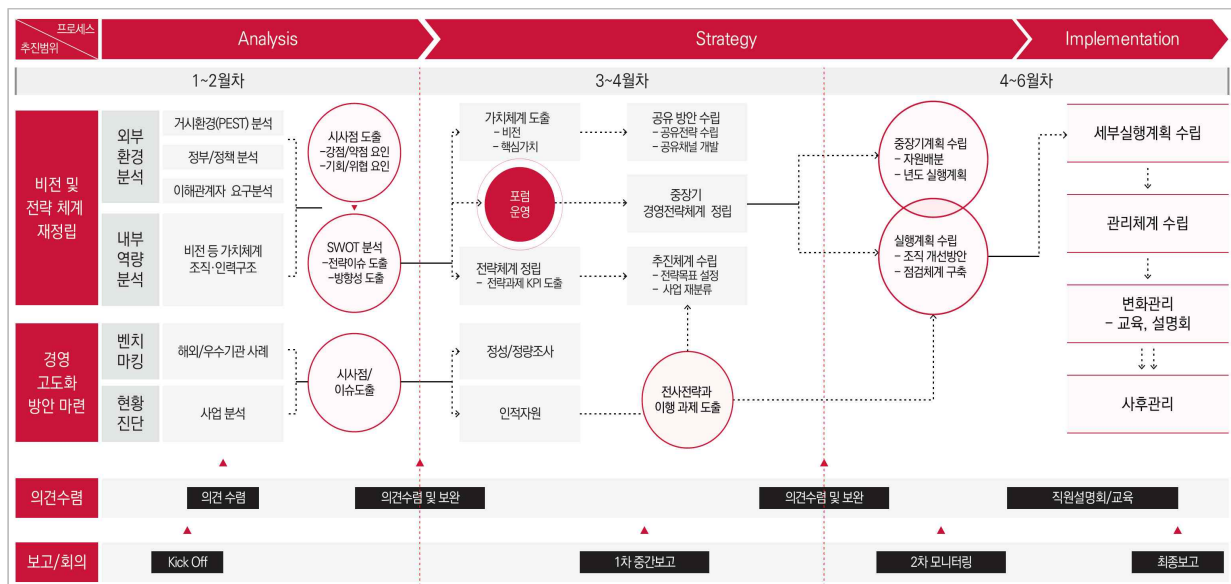 프로세스
추진범위
Analysis
Strategy
Implementation
1~2월차
3~4월차
4~6월차
비전 및
전략 체계
재정립
외부
환경
분석
거시환경(PEST) 분석
정부/정책 분석
이해관계자 요구분석
내부
역량
분석
비전 등 가치체계
조직·인력구조
시사점 도출
-강점/약점 요인
-기회/위협 요인
SWOT 분석
-전략이슈 도출
-방향성 도출
가치체계 도출
- 비전
- 핵심가치
포럼
운영
전략체계 정립
- 전략과제 KPI 도출
공유 방안 수립
- 공유전략 수립
- 공유채널 개발
중장기
경영전략체계 정립
추진체계 수립
- 전략목표 설정
- 사업 재분류
중장기계획 수립
- 자원배분
- 년도 실행계획
실행계획 수립
- 조직 개선방안
- 점검체계 구축
세부실행계획 수립
관리체계 수립
변화관리
- 교육, 설명회
사후관리
경영
고도화
방안 마련
벤치
마킹
해외/우수기관 사례
현황
진단
사업 분석
시사점/
이슈도출
정성/정량조사
인적자원
전사전략과
이행 과제 도출
의견수렴
의견 수렴
의견수렴 및 보완
의견수렴 및 보완
직원설명회/교육
보고/회의
Kick Off
1차 중간보고
2차 모니터링
최종보고